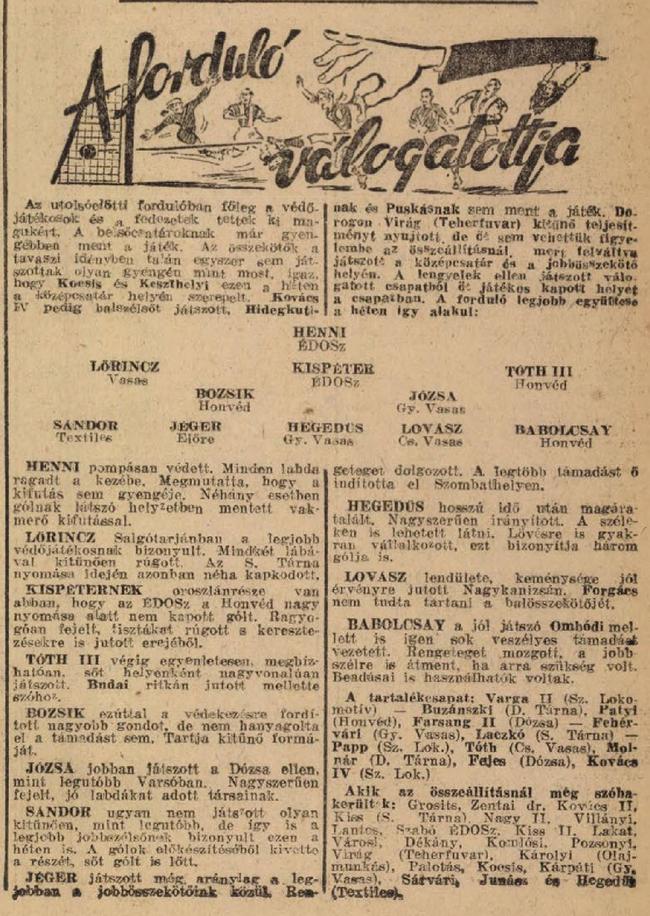 A forduló
válogatottja
Az utolsóelőtti fordulóban főleg a védő-
játékosok és a fedezetek tettek ki ma-
gukért. A belsőcsatároknak már gyen-
gébben ment a játék. Az összekötők a
tavaszi idényben talán egyszer sem ját-
szottak olyan gyengén mint most, igaz,
hogy Kocsis és Keszthelyi ezen a héten
a középcsatár helyén szerepelt, Kovács
IV pedig balszélsőt játszott. Hidegkuti-
nak és Puskásnak sem ment a játék. Do-
rogon Virág (Teherfuvar) kitűnő teljesít-
ményt nyujtott, de őt sem vehettük figye-
lembe az összeállításnál, mert felváltva
játszott a középcsatár és a jobbösszekötő
helyén. A lengyelek ellen játszott válo-
gatott csapatból öt játékos kapott helyet
a csapatban. A forduló legjobb együttese
a héten így alakul:
HENNI
ÉDOSz
LŐRINCZ KISPÉTER TÓTH III
Vasas ÉDOSz Honvéd
BOZSIK JÓZSA
Honvéd Gy. Vasas
SÁNDOR JÉGER HEGEDŰS LOVÁSZ BABOLCSAY
Textiles Előre Gy. Vasas Cs. Vasas Honvéd
HENNI pompásan védett. Minden labda
ragadt a kezébe. Megmutatta, hogy a
kifutás sem gyengéje. Néhány esetben
gólnak látszó helyzetben mentett vak-
merő kifutással.
LŐRINCZ Salgótarjánban a legjobb
védőjátékosnak bizonyult. Mindkét lábá-
val kitűnően rúgott. Az S. Tárna
nyomása idején azonban néha kapkodott.
KISPÉTERNEK oroszlánrésze van
abban, hogy az ÉDOSz a Honvéd nagy
nyomása alatt nem kapott gólt. Ragyo-
góan fejelt, tisztákat rúgott s kereszte-
zésekre is jutott erejéből.
TÓTH III végig egyenletesen, megbíz-
hatóan, sőt helyenként nagyvonalúan
játszott. Budai ritkán jutott mellette
szóhoz.
BOZSIK ezúttal a védekezésre fordí-
tott nagyobb gondot, de nem hanyagolta
el a támadást sem. Tartja kitűnő formá-
ját.
JÓZSA jobban játszott a Dózsa ellen,
mint legutóbb Varsóban. Nagyszerűen
fejelt, jó labdákat adott társainak.
SÁNDOR ugyan nem játszott olyan
kitűnően, mint legutóbb, de így is a
legjobb jobbszélsőnek bizonyult ezen a
héten is. A gólok előkészítéséből kivette
a részét, sőt gólt is lőtt.
JÉGER játszott még aránylag a leg-
jobban a jobbösszekötőink közül. Ren-
geteget dolgozott. A legtöbb támadást ő
indította el Szombathelyen.
HEGEDŰS hosszú idő után magára-
talált. Nagyszerűen irányított. A széle-
ken is lehetett látni. Lövésre is gyak-
ran vállalkozott, ezt bizonyítja három
gólja is.
LOVÁSZ lendülete, keménysége jól
érvényre jutott Nagykanizsán. Forgács
nem tudta tartani a balösszekötőjét.
BABOLCSAY a jól játszó Omhódi mel-
lett is igen sok veszélyes támadást
vezetett. Rengeteget mozgott, a jobb
szélre is átment, ha arra szükség volt.
Beadásai is használhatók voltak.
A tartalékcsapat: Varga II (Sz. Loko-
motív) — Buzánszki (D. Tárna), Patyi
(Honvéd), Farsang II (Dózsa) — Fehér-
vári (Gy. Vasas), Laczkó (S. Tárna) —
Papp (Sz. Lok.), Tóth (Cs. Vasas), Mol-
nár (D. Tárna), Fejes (Dózsa), Kovács
IV (Sz. Lok.)
Akik az összeállításnál még szóba-
kerültek: Grosits, Zentai dr, Kovács II,
Kiss (S. Tárna), Nagy II, Villányi,
Lantos, Szabó ÉDOSz, Kiss II, Lakat,
Városi, Dékány, Komlósi, Pozsonyi,
Virág (Teherfuvar), Károlyi (Olaj-
munkás), Palotás, Kocsis, Kárpáti (Gy.
Vasas), Sátvári, Junász és Hegedűs
(Textiles).